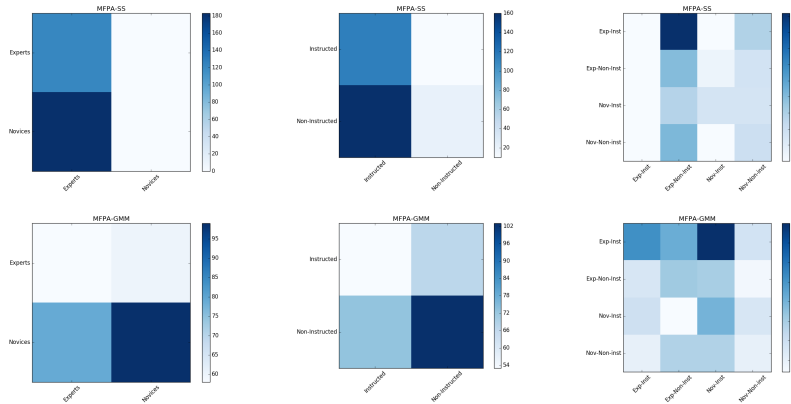 MFPA-SS
Experts
Novices
Experts
Novices
180
160
140
120
100
80
60
40
20
0
MFPA-SS
Instructed
Non-Instructed
Instructed
Non-Instructed
160
140
120
100
80
60
40
20
MFPA-SS
Exp-Inst
Exp-Non-Inst
Nov-Inst
Nov-Non-inst
Exp-Inst
Exp-Non-Inst
Nov-Inst
Nov-Non-inst
MFPA-GMM
Experts
Novices
Experts
Novices
95
90
85
80
75
70
65
60
MFPA-GMM
Instructed
Non-Instructed
Instructed
Non-Instructed
102
96
90
84
78
72
66
60
54
MFPA-GMM
Exp-Inst
Exp-Non-Inst
Nov-Inst
Nov-Non-inst
Exp-Inst
Exp-Non-Inst
Nov-Inst
Nov-Non-inst